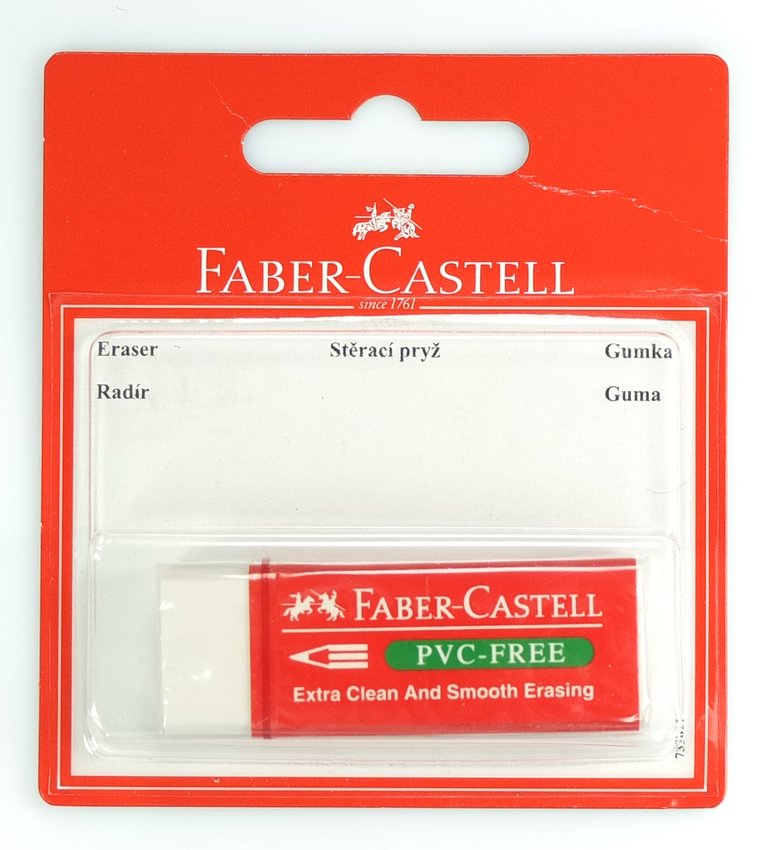 FABER-CASTELL
since 1761
Eraser Stěrací pryž Gumka
Radír Guma
FABER-CASTELL
PVC-FREE
Extra Clean And Smooth Erasing